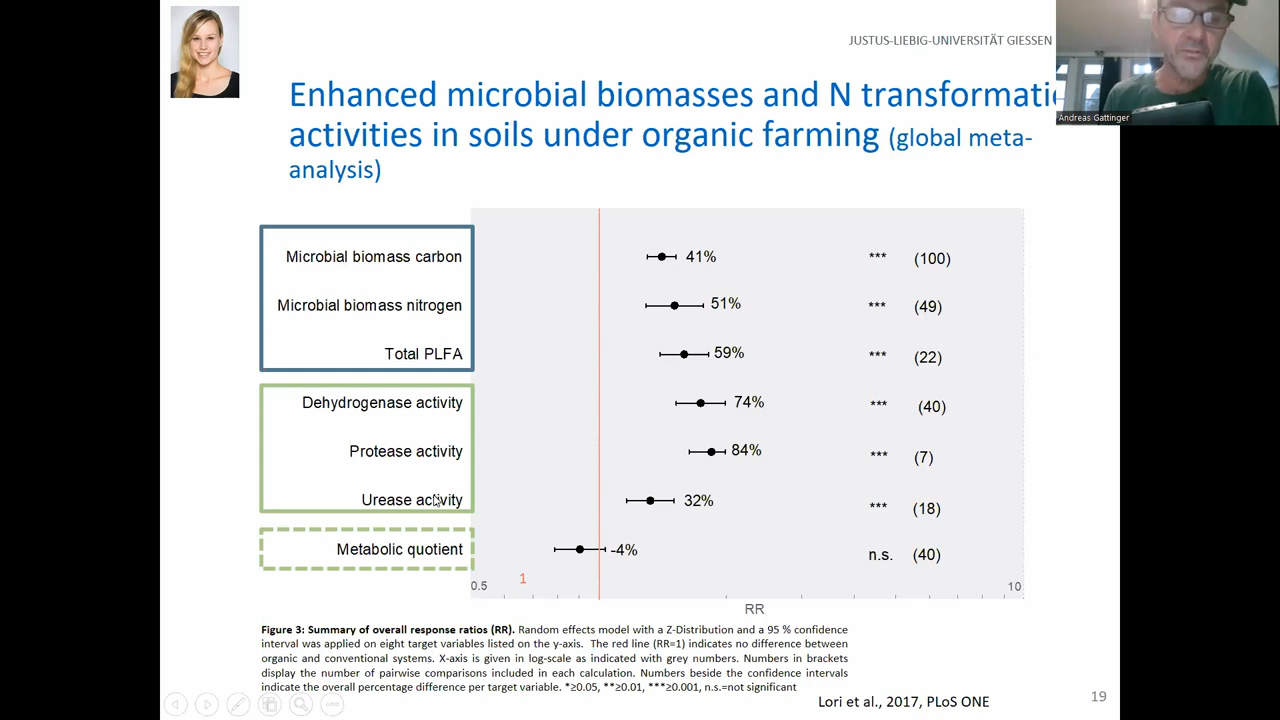 JUSTUS-LIEBIG-UNIVERSITÄT GIESSEN
Andreas Gattinger
Enhanced microbial biomasses and N transformati
activities in soils under organic farming (global meta-
analysis)
Microbial biomass carbon 41% *** (100)
Microbial biomass nitrogen 51% *** (49)
Total PLFA 59% *** (22)
Dehydrogenase activity 74% *** (40)
Protease activity 84% *** (7)
Urease activity 32% *** (18)
Metabolic quotient -4% n.s. (40)
0.5 1 10
RR
Figure 3: Summary of overall response ratios (RR). Random effects model with a Z-Distribution and a 95 % confidence
interval was applied on eight target variables listed on the y-axis. The red line (RR=1) indicates no difference between
organic and conventional systems. X-axis is given in log-scale as indicated with grey numbers. Numbers in brackets
display the number of pairwise comparisons included in each calculation. Numbers beside the confidence intervals
indicate the overall percentage difference per target variable. *≥0.05, **≥0.01, ***≥0.001, n.s.=not significant
Lori et al., 2017, PLoS ONE
19